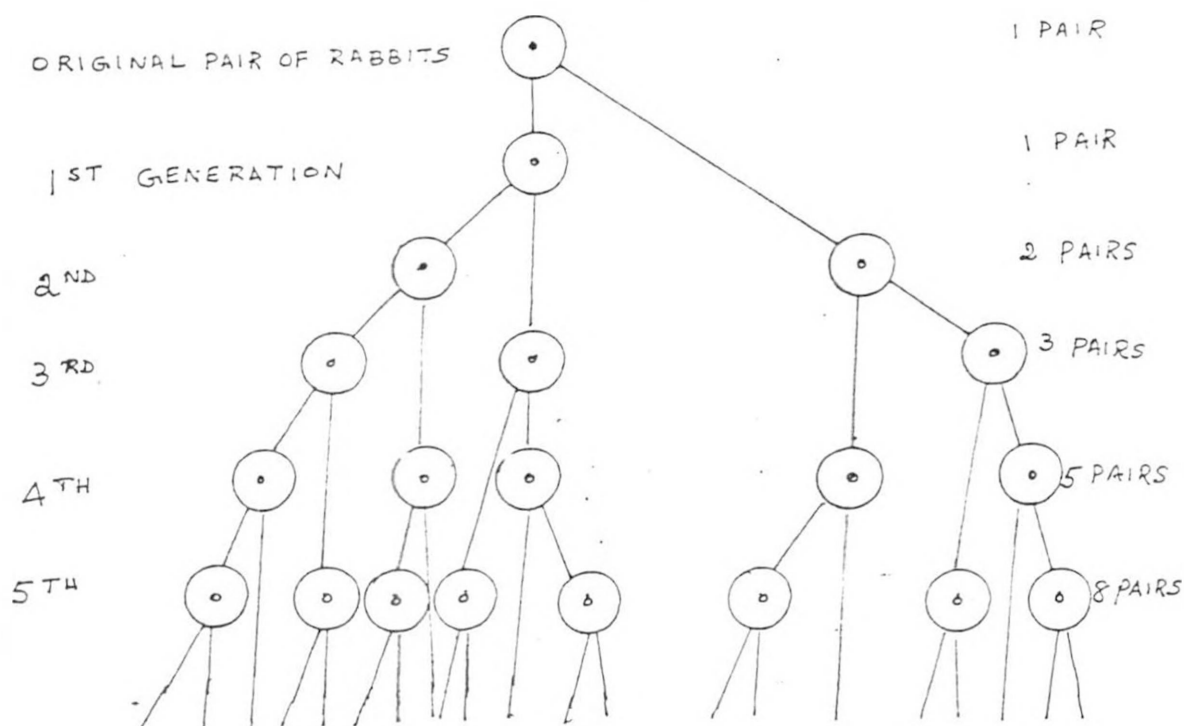 ORIGINAL PAIR OF RABBITS
1 PAIR
1ST GENERATION
1 PAIR
2ND
2 PAIRS
3RD
3 PAIRS
4TH
5 PAIRS
5TH
8 PAIRS